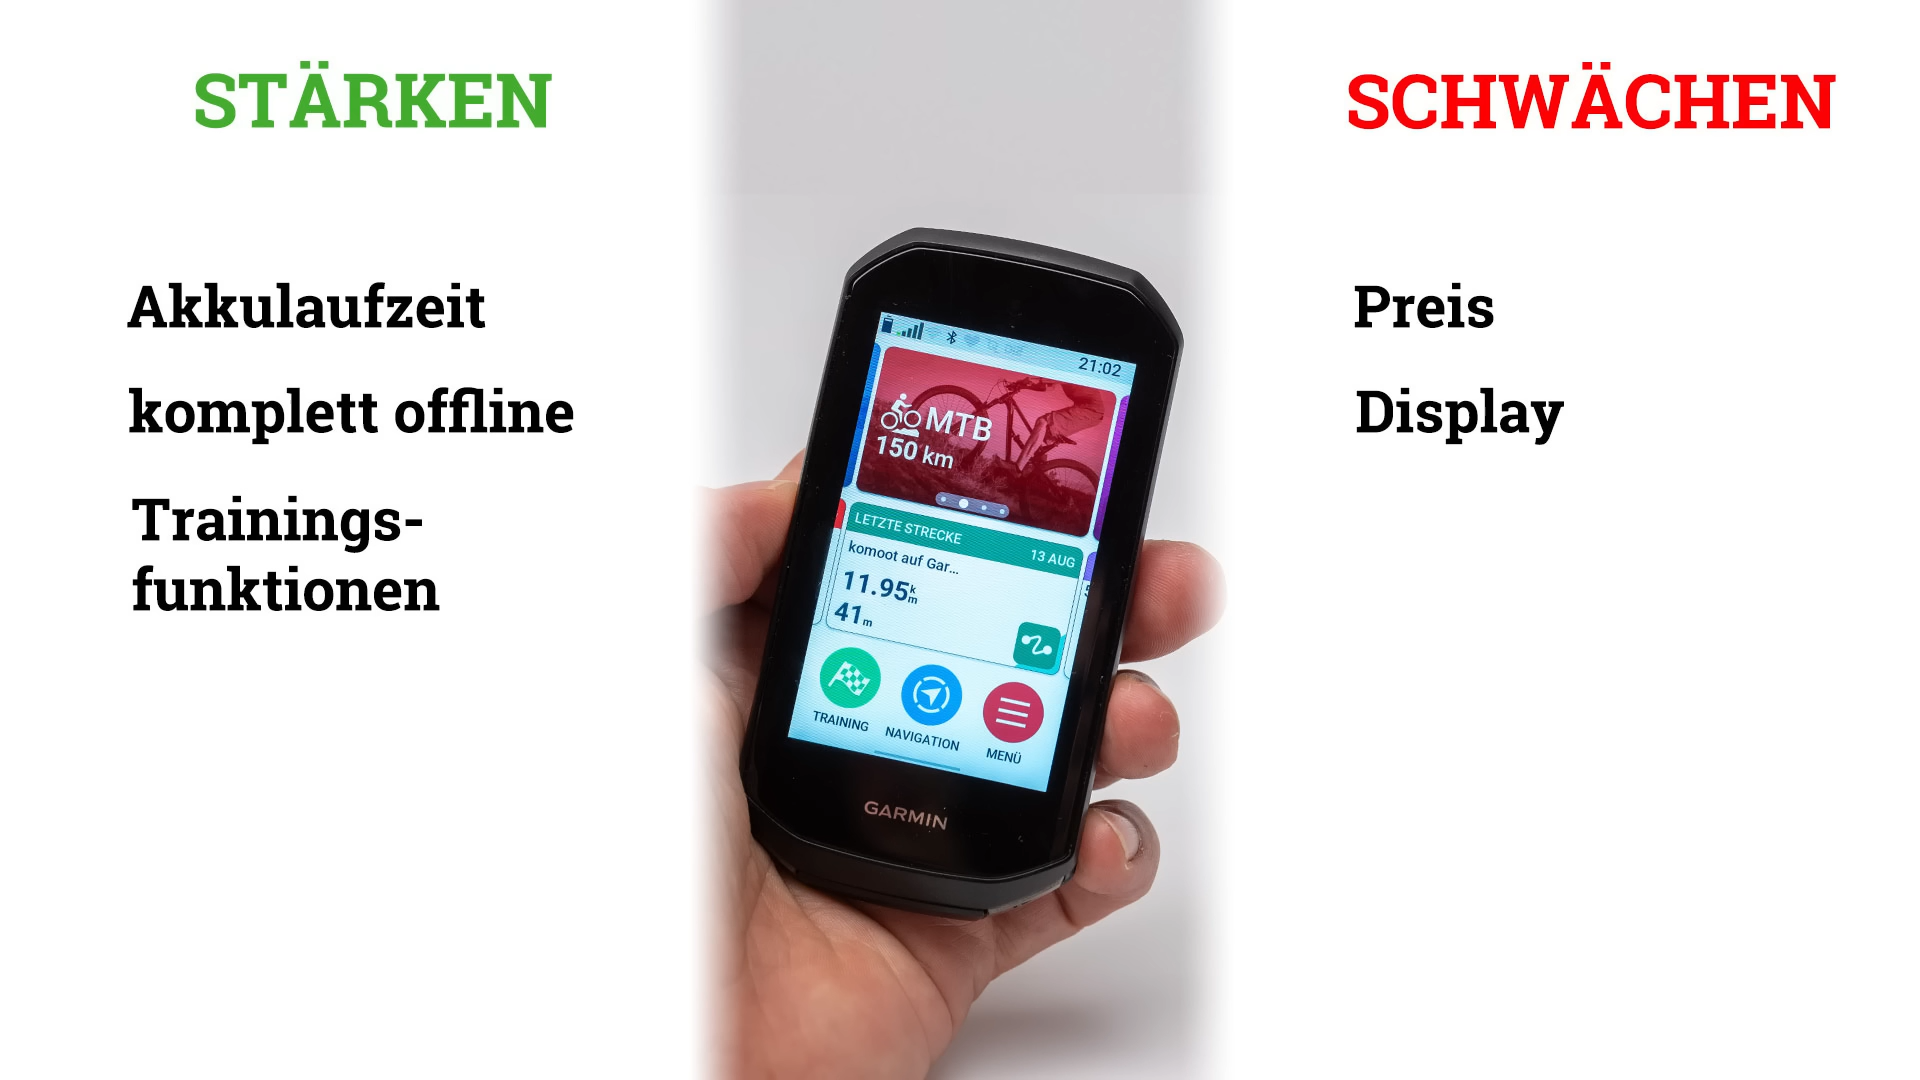 STÄRKEN
SCHWÄCHEN
Akkulaufzeit
komplett offline
Trainings-
funktionen
Preis
Display
21:02
MTB
150 km
LETZTE STRECKE
13 AUG
komoot auf Gar...
11.95 km
41 m
TRAINING
NAVIGATION
MENÜ
GARMIN